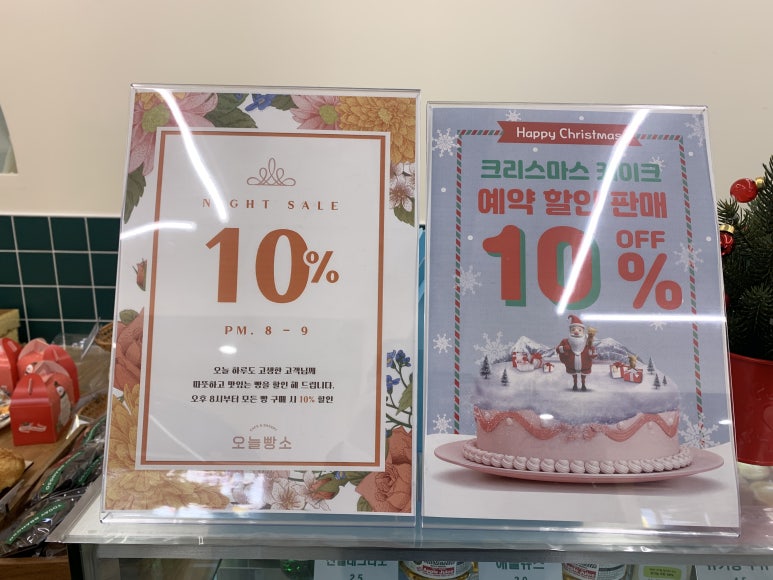 NIGHT SALE
10%
PM. 8 - 9
오늘 하루도 고생한 고객님께
따뜻하고 맛있는 빵을 할인 해 드립니다.
오후 8시부터 모든 빵 구매 시 10% 할인
CAFE & BAKERY
오늘빵소
Happy Christmas
크리스마스 케이크
예약 할인 판매
10%
OFF
2.5